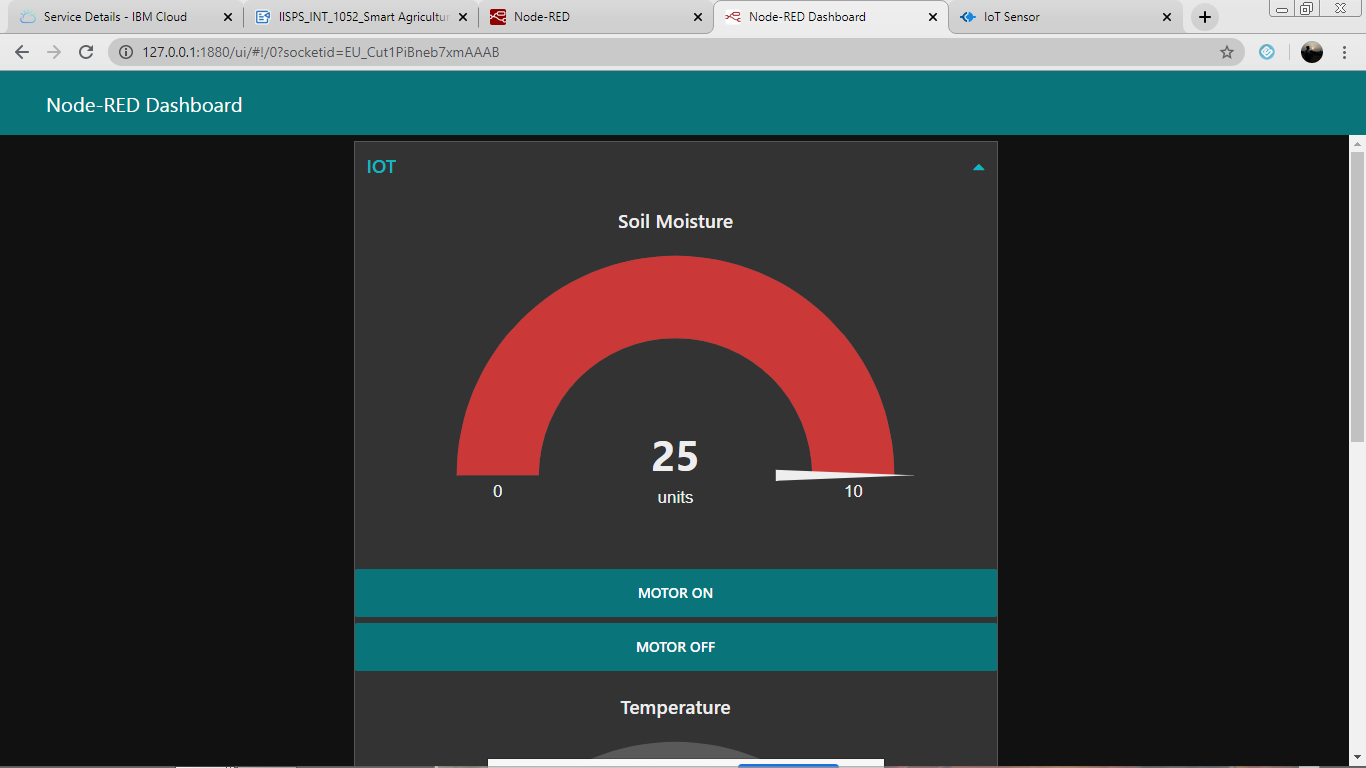 Service Details - IBM Cloud
IISPS_INT_1052_Smart Agricultur
Node-RED
Node-RED Dashboard
IoT Sensor
127.0.0.1:1880/ui/#!/0?socketid=EU_Cut1PiBneb7xmAAAB
Node-RED Dashboard
IOT
Soil Moisture
25
units
0
10
MOTOR ON
MOTOR OFF
Temperature